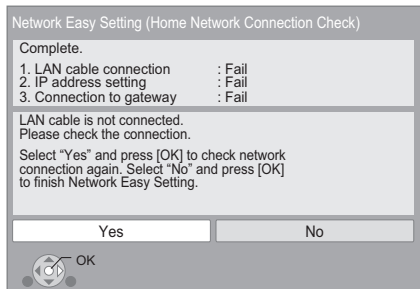 Network Easy Setting (Home Network Connection Check)
Complete.
1. LAN cable connection : Fail
2. IP address setting : Fail
3. Connection to gateway : Fail
LAN cable is not connected.
Please check the connection.
Select “Yes” and press [OK] to check network
connection again. Select “No” and press [OK]
to finish Network Easy Setting.
Yes No
OK